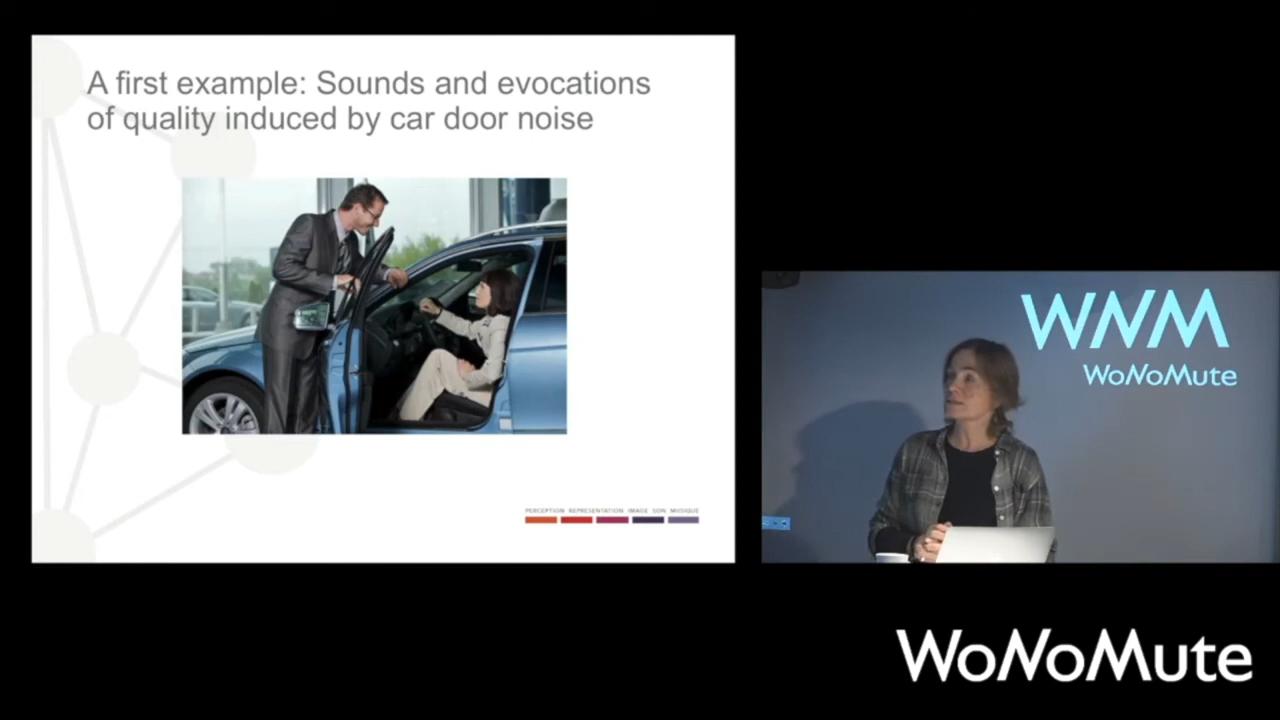 A first example: Sounds and evocations
of quality induced by car door noise
PERCEPTION REPRESENTATION IMAGE SON MUSIQUE
WNM
WoNoMute
WoNoMute